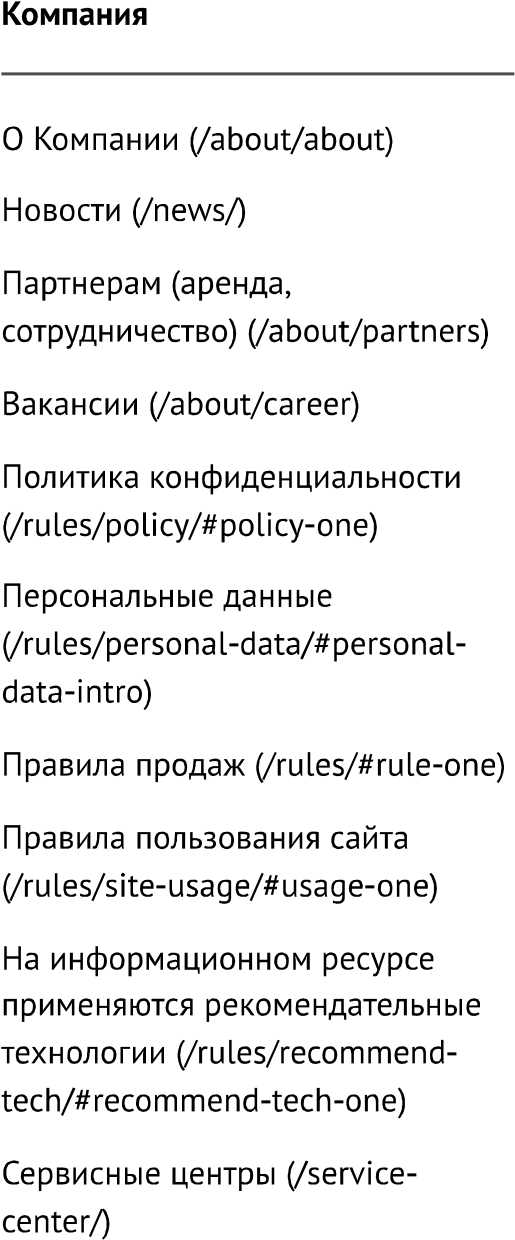 Компания
О Компании (/about/about)
Новости (/news/)
Партнерам (аренда,
сотрудничество) (/about/partners)
Вакансии (/about/career)
Политика конфиденциальности
(/rules/policy/#policy-one)
Персональные данные
(/rules/personal-data/#personal-
data-intro)
Правила продаж (/rules/#rule-one)
Правила пользования сайта
(/rules/site-usage/#usage-one)
На информационном ресурсе
применяются рекомендательные
технологии (/rules/recommend-
tech/#recommend-tech-one)
Сервисные центры (/service-
center/)